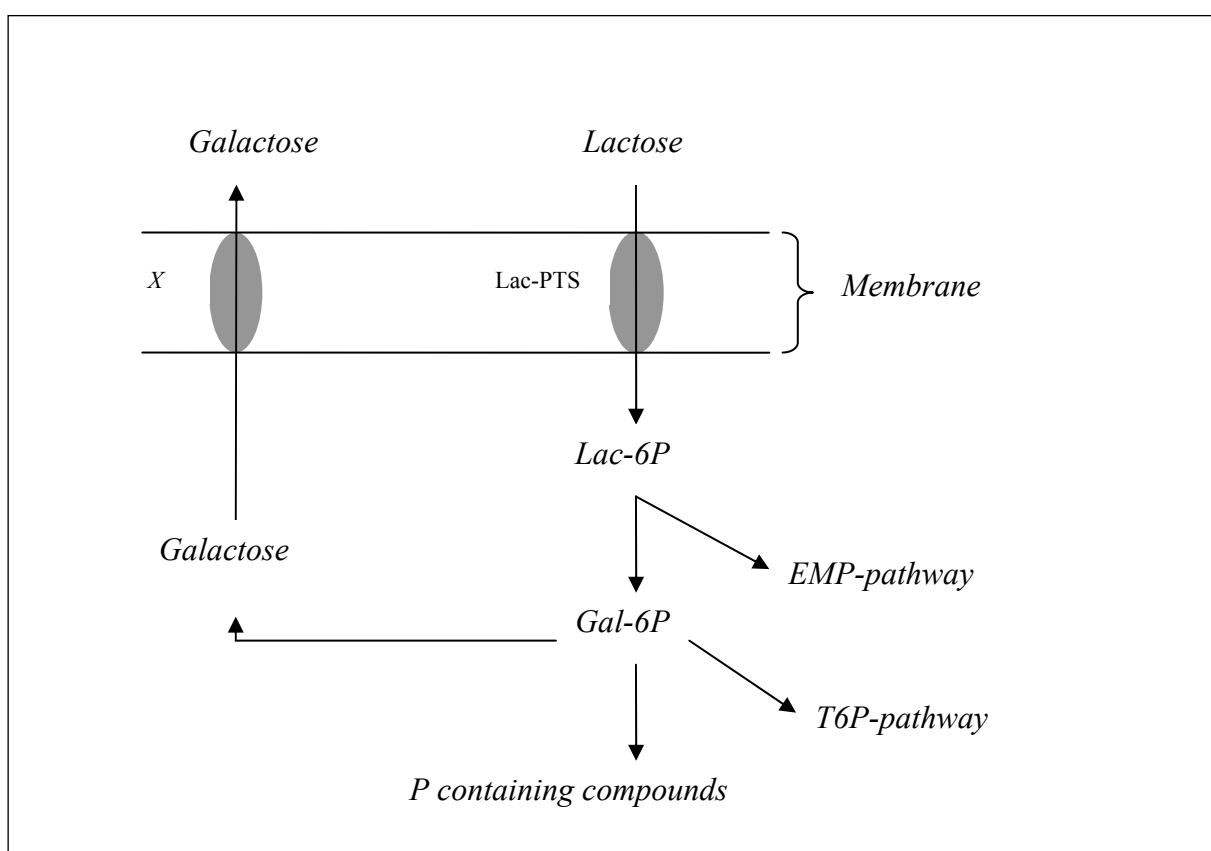 Galactose
Lactose
X
Lac-PTS
Membrane
Lac-6P
Galactose
EMP-pathway
Gal-6P
T6P-pathway
P containing compounds